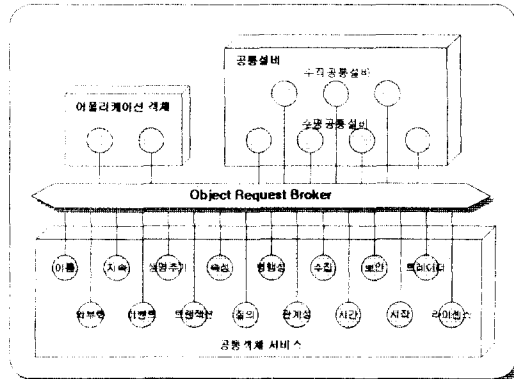 공통설비
수직공통설비
어플리케이션 객체
수평공통설비
Object Request Broker
이름 지속 생명주기 속성 병행성 수집 보안 트레이더
외부화 이벤트 트랜잭션 질의 관계성 시간 시작 라이센스
공통객체 서비스